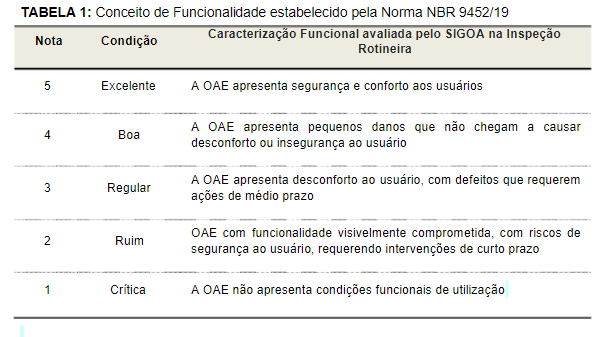 TABELA 1: Conceito de Funcionalidade estabelecido pela Norma NBR 9452/19
Nota Condição Caracterização Funcional avaliada pelo SIGOA na Inspeção
Rotineira
5 Excelente A OAE apresenta segurança e conforto aos usuários
4 Boa A OAE apresenta pequenos danos que não chegam a causar
desconforto ou insegurança ao usuário
3 Regular A OAE apresenta desconforto ao usuário, com defeitos que requerem
ações de médio prazo
2 Ruim OAE com funcionalidade visivelmente comprometida, com riscos de
segurança ao usuário, requerendo intervenções de curto prazo
1 Crítica A OAE não apresenta condições funcionais de utilização